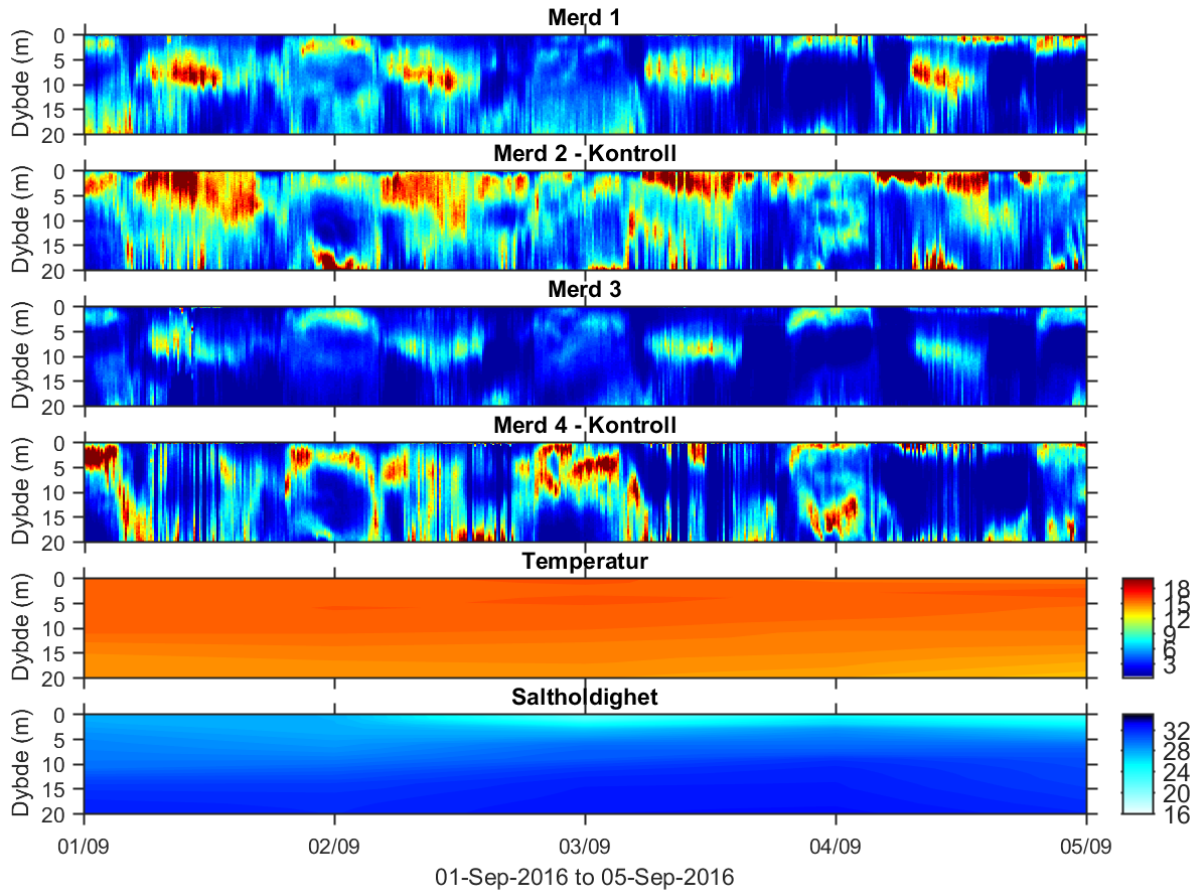 Merd 1
Dybde (m)
0
5
10
15
20
Merd 2 - Kontroll
Dybde (m)
0
5
10
15
20
Merd 3
Dybde (m)
0
5
10
15
20
Merd 4 - Kontroll
Dybde (m)
0
5
10
15
20
Temperatur
Dybde (m)
0
5
10
15
20
18
15
12
9
6
3
Saltholdighet
Dybde (m)
0
5
10
15
20
32
28
24
20
16
01/09 02/09 03/09 04/09 05/09
01-Sep-2016 to 05-Sep-2016